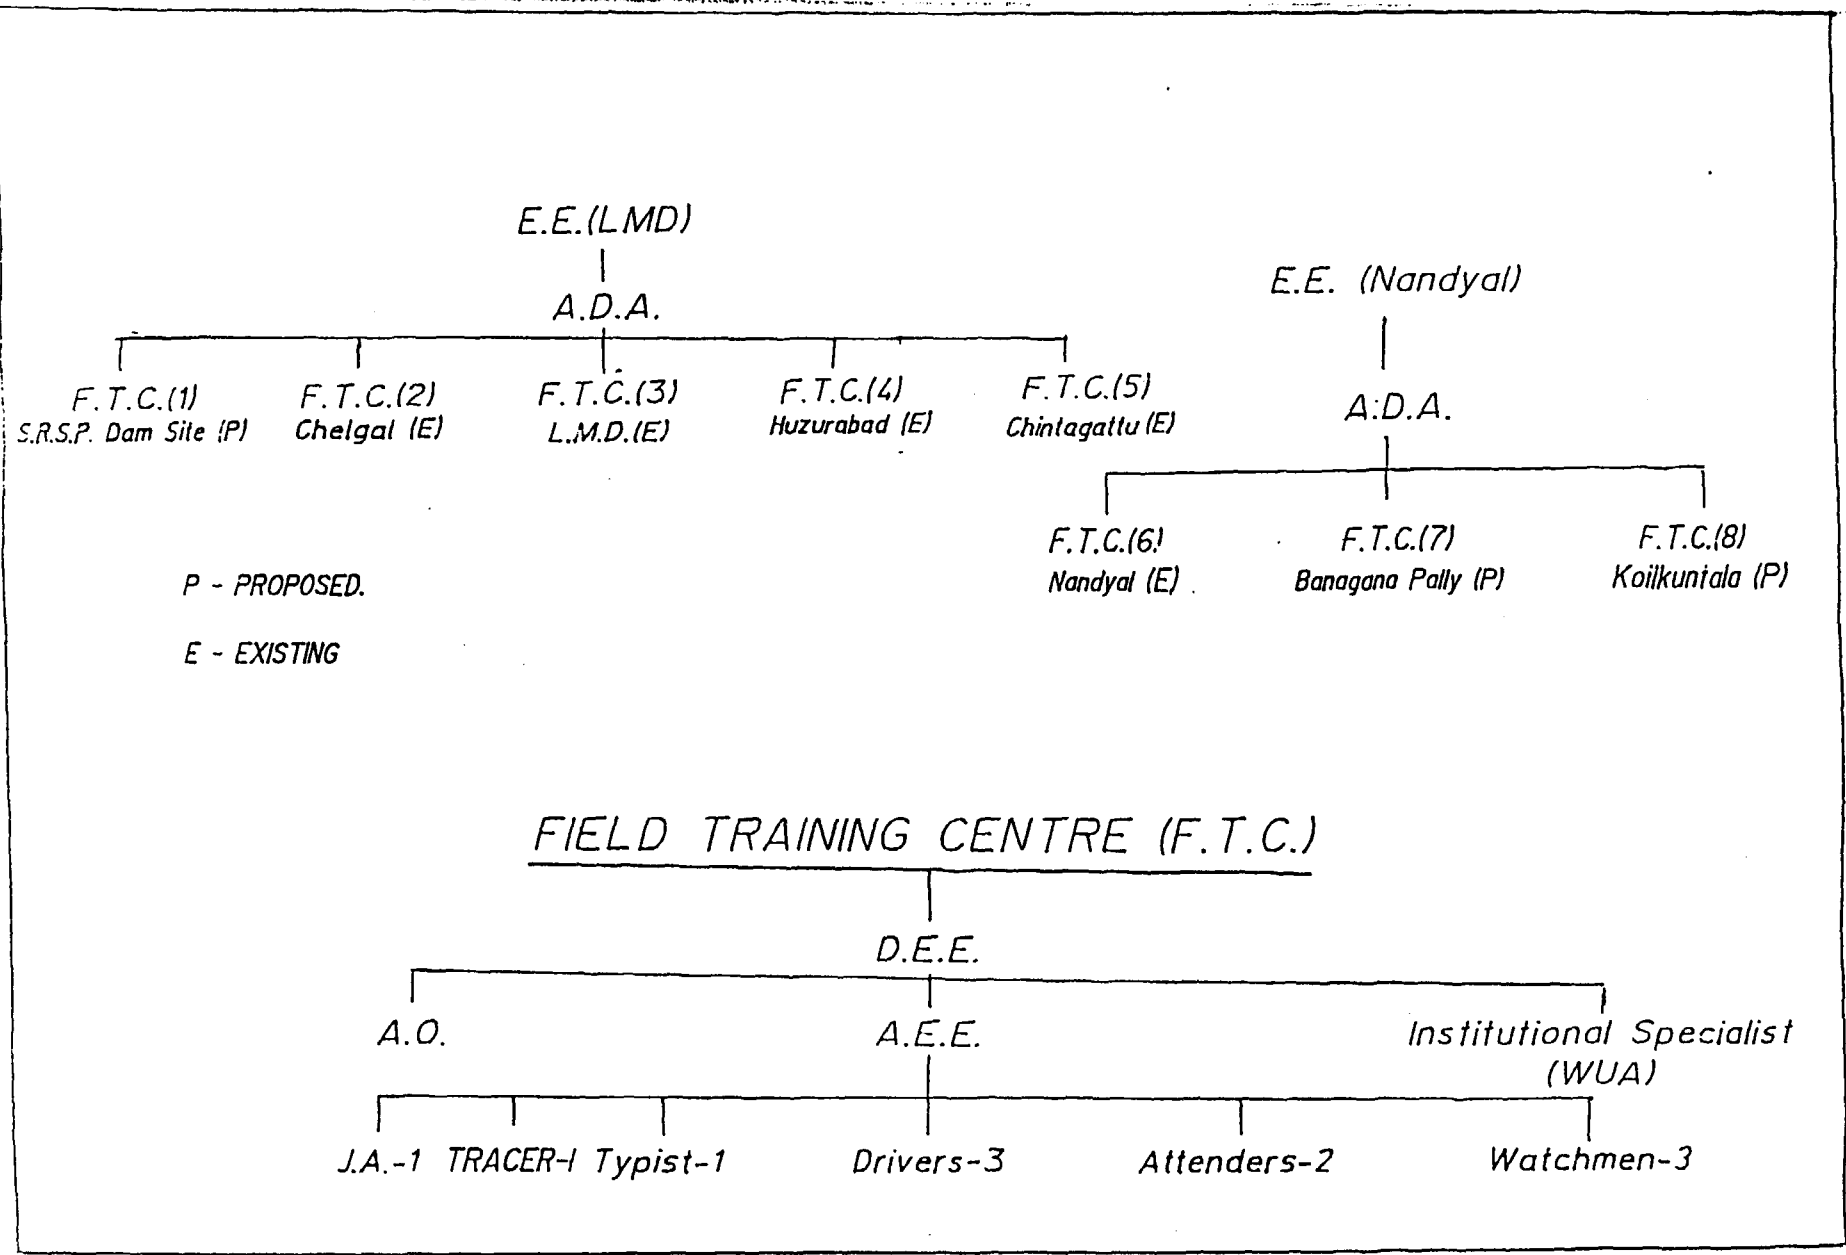 E.E.(LMD)
A.D.A.
F.T.C.(1)
S.R.S.P. Dam Site (P)
F.T.C.(2)
Chelgal (E)
F.T.C.(3)
L.M.D.(E)
F.T.C.(4)
Huzurabad (E)
F.T.C.(5)
Chintagattu (E)
E.E. (Nandyal)
A.D.A.
F.T.C.(6)
Nandyal (E)
F.T.C.(7)
Banagana Pally (P)
F.T.C.(8)
Koilkuntala (P)
P - PROPOSED.
E - EXISTING
FIELD TRAINING CENTRE (F.T.C.)
D.E.E.
A.O.
A.E.E.
Institutional Specialist
(WUA)
J.A.-1 TRACER-1 Typist-1 Drivers-3 Attenders-2 Watchmen-3